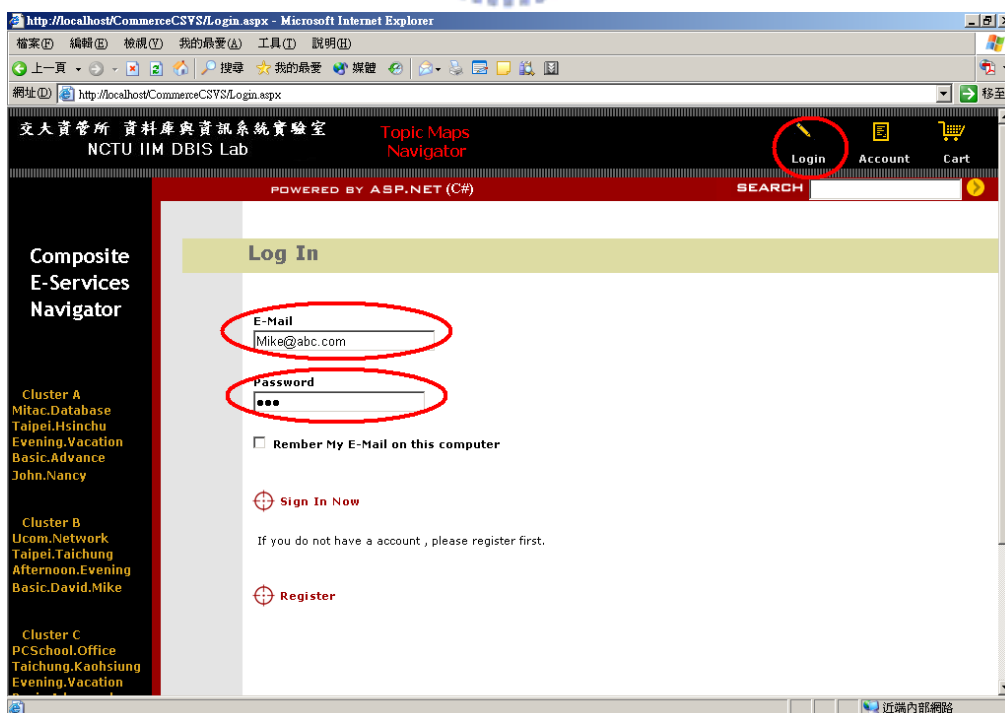 http://localhost/CommerceCSVS/Login.aspx - Microsoft Internet Explorer
檔案(F) 編輯(E) 檢視(V) 我的最愛(A) 工具(T) 說明(H)
上一頁 搜尋 我的最愛 媒體
網址(D) http://localhost/CommerceCSVS/Login.aspx 移至
交大資管所 資料庫與資訊系統實驗室
NCTU IIM DBIS Lab
Topic Maps
Navigator
Login Account Cart
POWERED BY ASP.NET (C#) SEARCH
Composite
E-Services
Navigator
Cluster A
Mitac.Database
Taipei.Hsinchu
Evening.Vacation
Basic.Advance
John.Nancy
Cluster B
Ucom.Network
Taipei.Taichung
Afternoon.Evening
Basic.David.Mike
Cluster C
PCSchool.Office
Taichung.Kaohsiung
Evening.Vacation
Log In
E-Mail
Mike@abc.com
Password
●●●
Rember My E-Mail on this computer
Sign In Now
If you do not have a account , please register first.
Register
近端內部網路